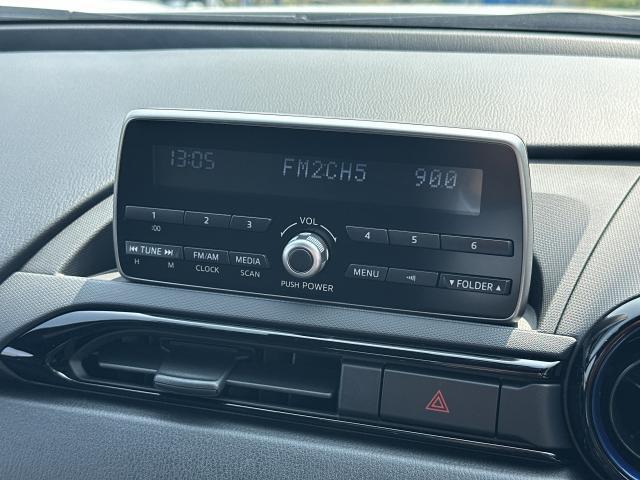 13:05 FM2CH5 900
VOL
1 2 3 4 5 6
:00
⏮ TUNE ⏭ FM/AM MEDIA MENU ▼ FOLDER ▲
H M CLOCK SCAN PUSH POWER